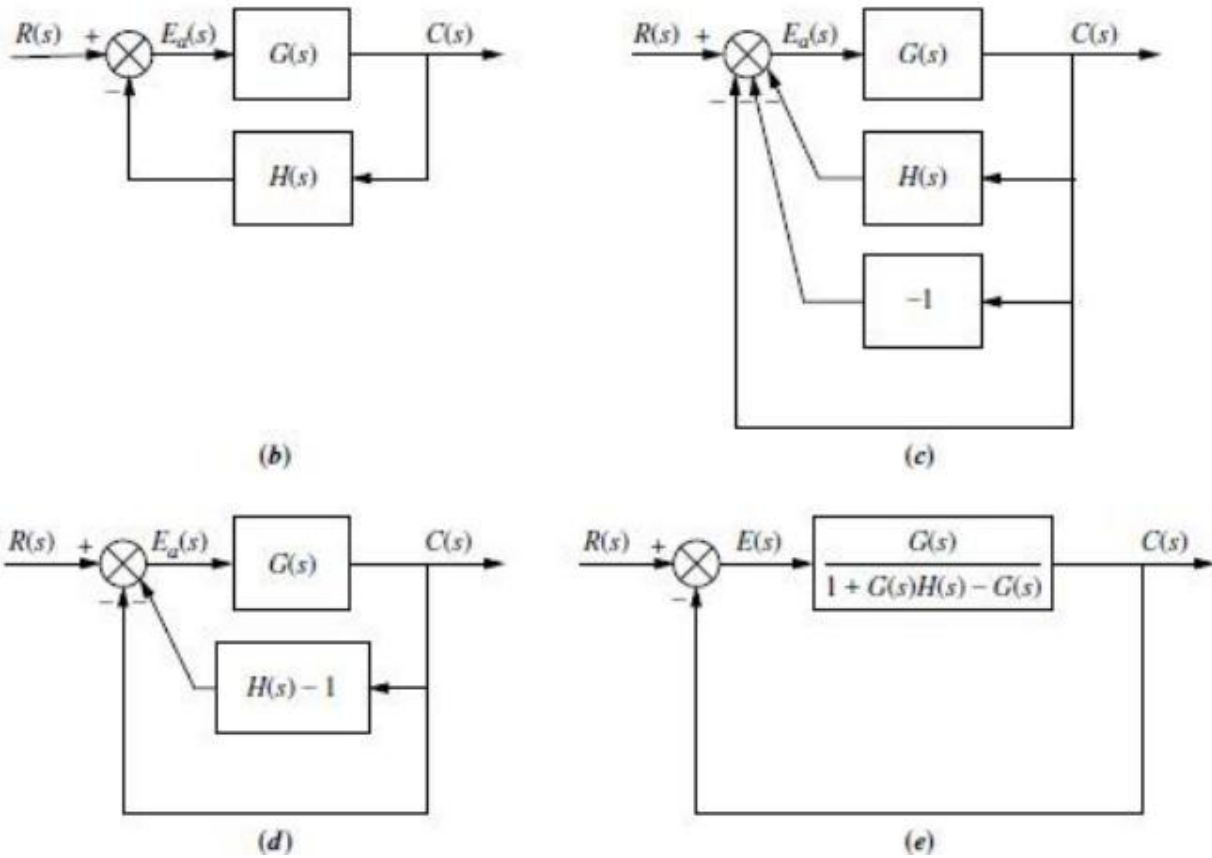 R(s) + E_a(s) G(s) C(s)
−
H(s)
(b)
R(s) + E_a(s) G(s) C(s)
− − −
H(s)
−1
(c)
R(s) + E_a(s) G(s) C(s)
− −
H(s) − 1
(d)
R(s) + E(s) G(s) C(s)
1 + G(s)H(s) − G(s)
−
(e)